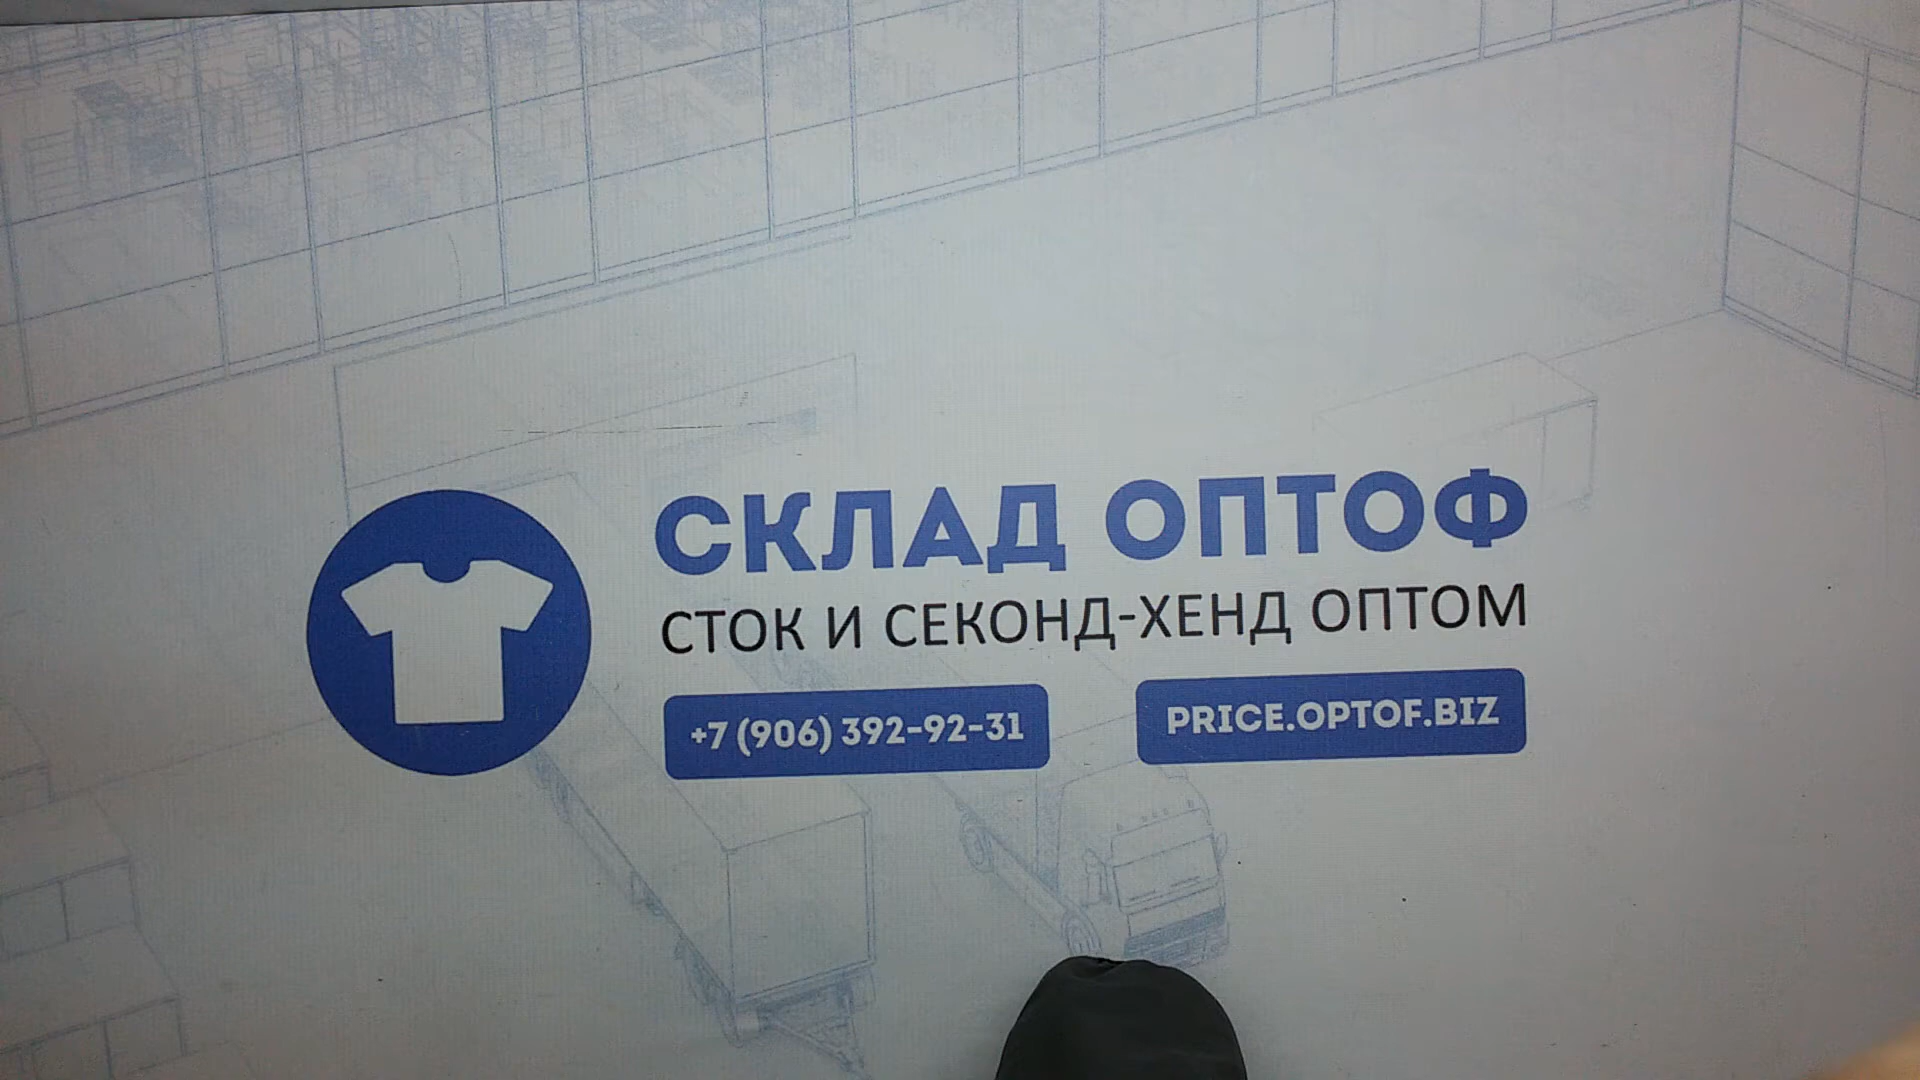 СКЛАД ОПТОФ
СТОК И СЕКОНД-ХЕНД ОПТОМ
+7 (906) 392-92-31
PRICE.OPTOF.BIZ